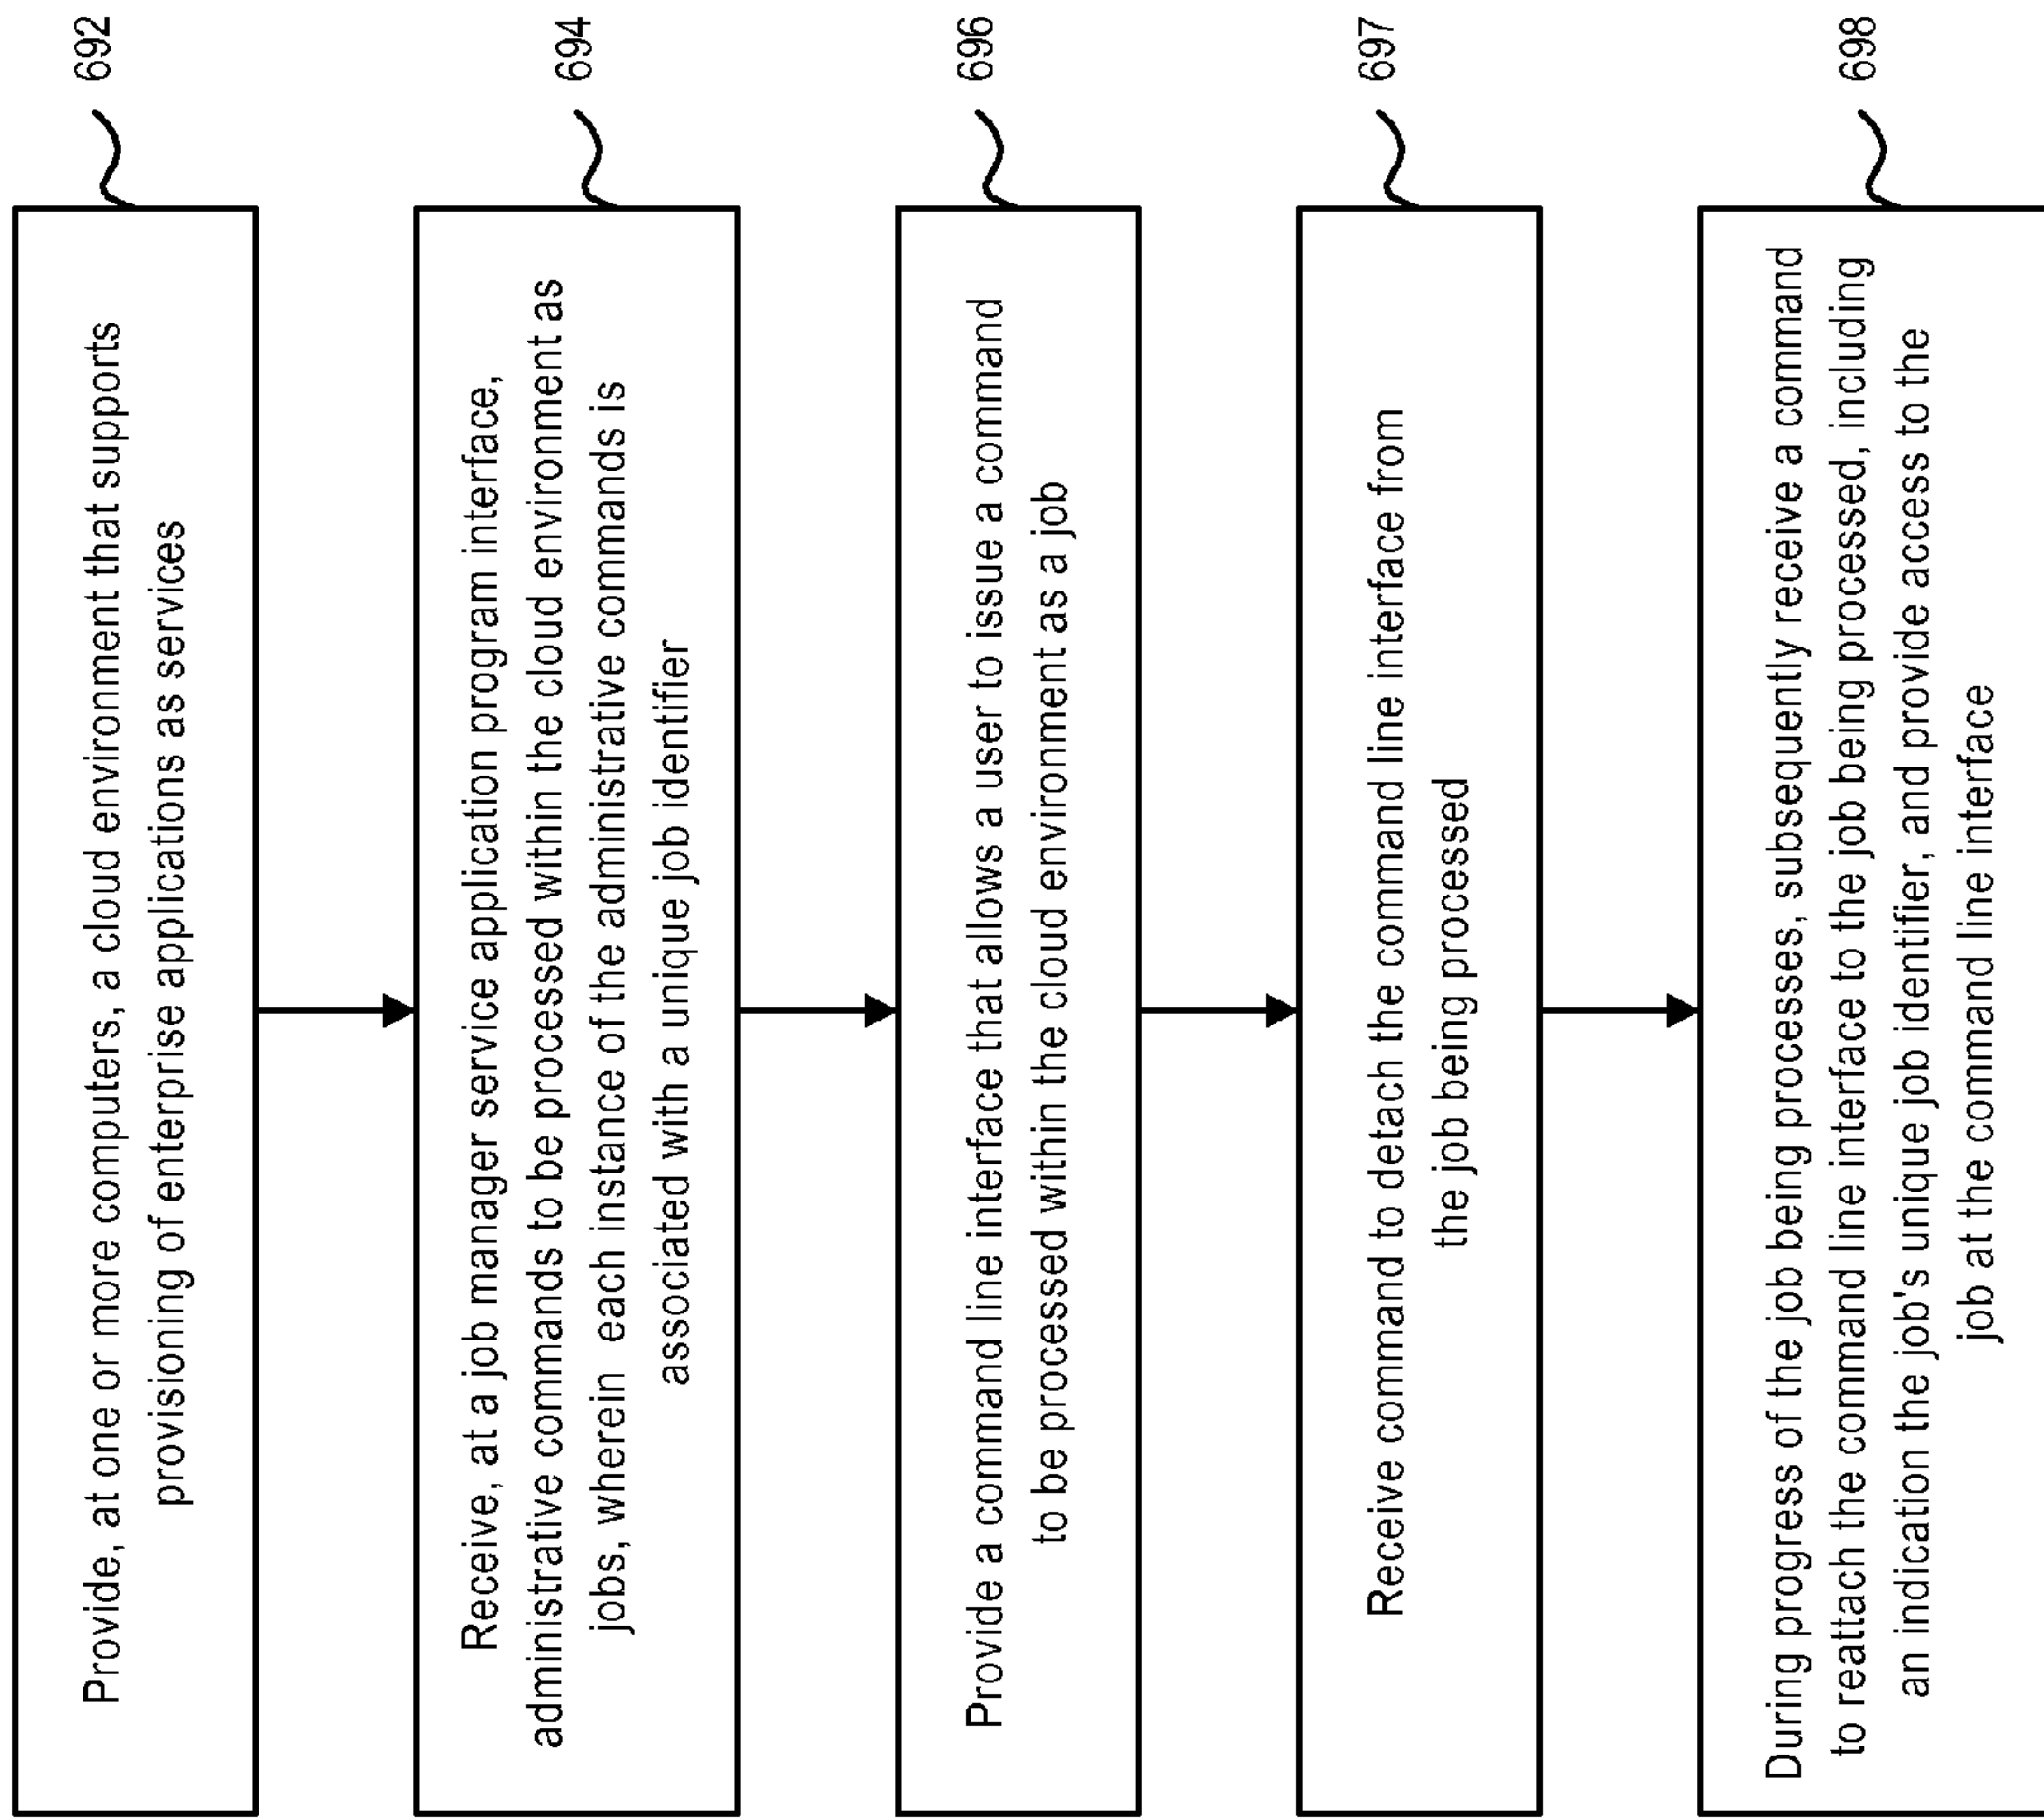 Provide, at one or more computers, a cloud environment that supports
provisioning of enterprise applications as services
692
Receive, at a job manager service application program interface,
administrative commands to be processed within the cloud environment as
jobs, wherein each instance of the administrative commands is
associated with a unique job identifier
694
Provide a command line interface that allows a user to issue a command
to be processed within the cloud environment as a job
696
Receive command to detach the command line interface from
the job being processed
697
During progress of the job being processes, subsequently receive a command
to reattach the command line interface to the job being processed, including
an indication the job's unique job identifier, and provide access to the
job at the command line interface
698